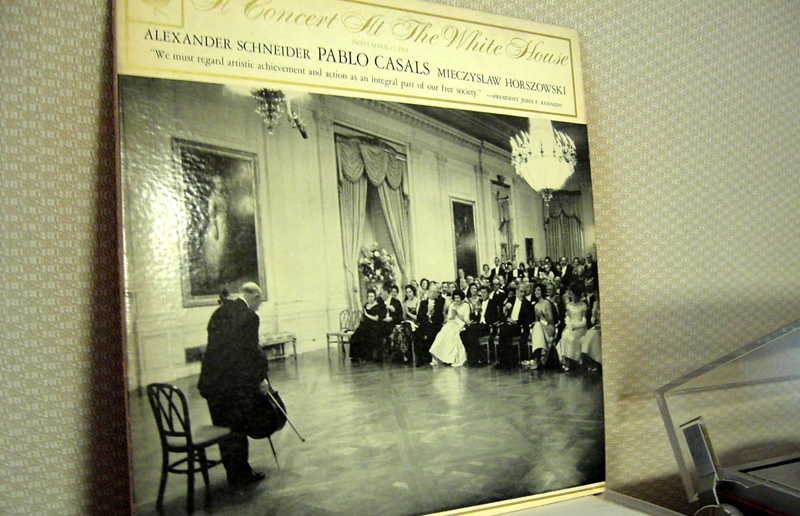 A Concert At The White House
NOVEMBER 13, 1961
ALEXANDER SCHNEIDER PABLO CASALS MIECZYSLAW HORSZOWSKI
"We must regard artistic achievement and action as an integral part of our free society." —PRESIDENT JOHN F. KENNEDY